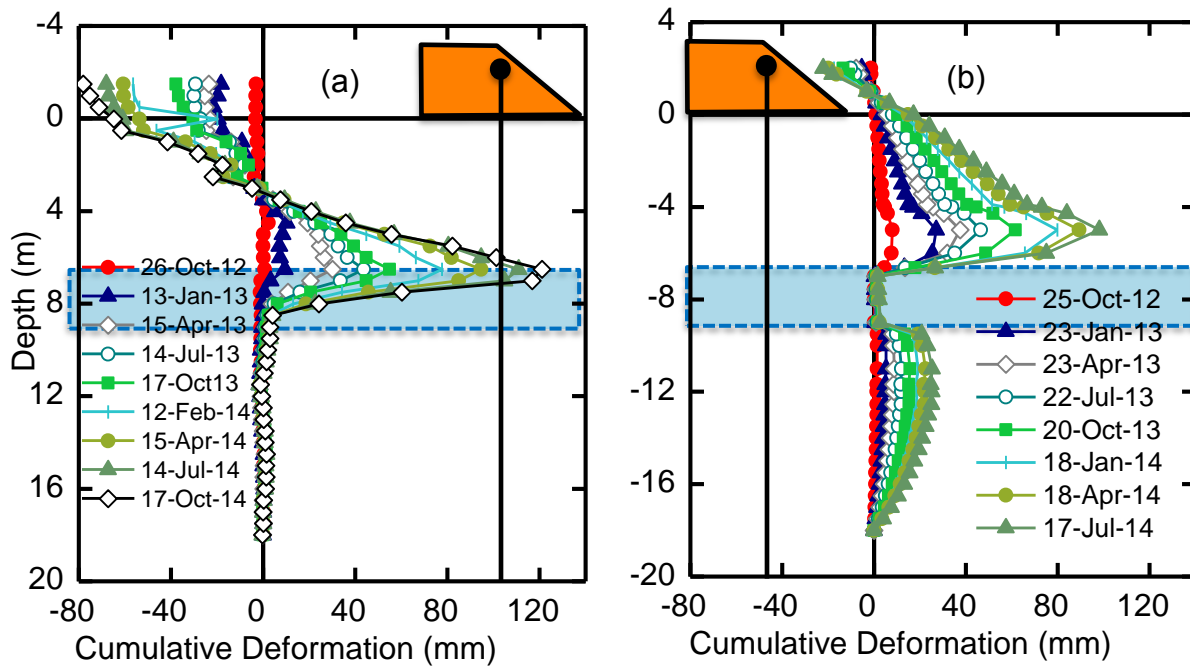 -4
0
4
8
12
16
20
Depth (m)
(a)
26-Oct-12
13-Jan-13
15-Apr-13
14-Jul-13
17-Oct13
12-Feb-14
15-Apr-14
14-Jul-14
17-Oct-14
-80 -40 0 40 80 120
Cumulative Deformation (mm)
4
0
-4
-8
-12
-16
-20
(b)
25-Oct-12
23-Jan-13
23-Apr-13
22-Jul-13
20-Oct-13
18-Jan-14
18-Apr-14
17-Jul-14
-80 -40 0 40 80 120
Cumulative Deformation (mm)